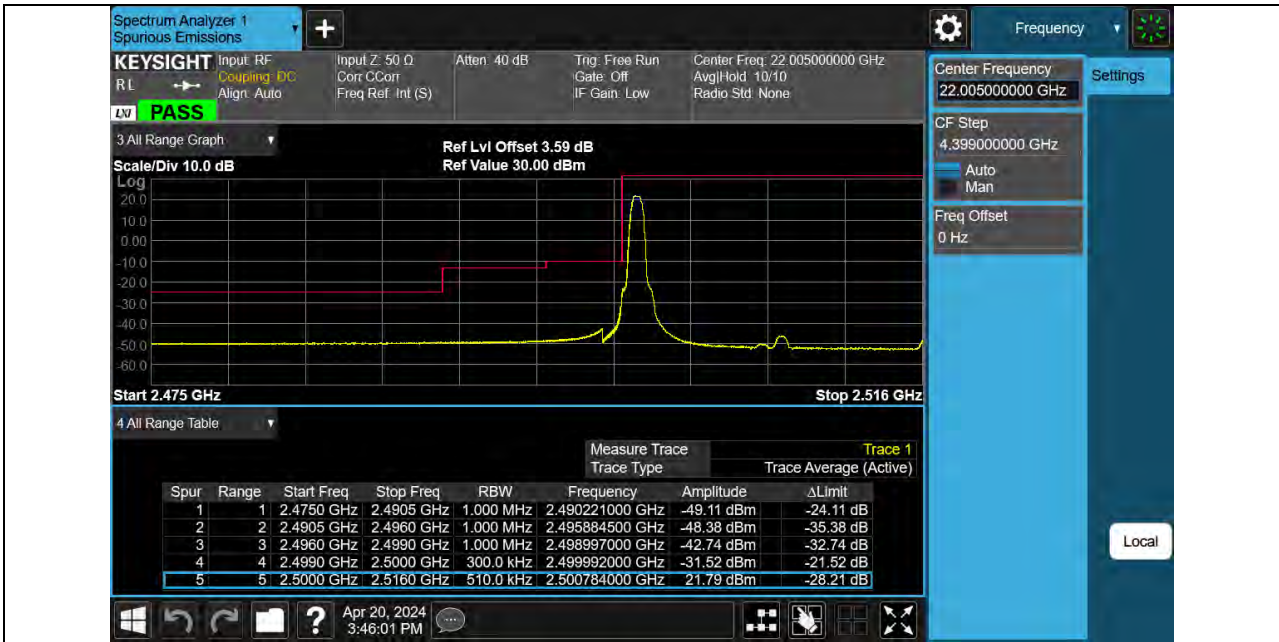 Spectrum Analyzer 1
Spurious Emissions
Frequency
KEYSIGHT Input: RF Input Z: 50 Ω Atten: 40 dB Trig: Free Run Center Freq: 22.005000000 GHz
RL Coupling: DC Corr CCorr Gate: Off Avg|Hold: 10/10
Align: Auto Freq Ref: Int (S) IF Gain: Low Radio Std: None
LXI PASS
Center Frequency
22.005000000 GHz
Settings
CF Step
4.399000000 GHz
Auto
Man
Freq Offset
0 Hz
3 All Range Graph
Ref Lvl Offset 3.59 dB
Scale/Div 10.0 dB Ref Value 30.00 dBm
Log
20.0
10.0
0.00
-10.0
-20.0
-30.0
-40.0
-50.0
-60.0
Start 2.475 GHz Stop 2.516 GHz
4 All Range Table
Measure Trace Trace 1
Trace Type Trace Average (Active)
Spur Range Start Freq Stop Freq RBW Frequency Amplitude ΔLimit
1 1 2.4750 GHz 2.4905 GHz 1.000 MHz 2.490221000 GHz -49.11 dBm -24.11 dB
2 2 2.4905 GHz 2.4960 GHz 1.000 MHz 2.495884500 GHz -48.38 dBm -35.38 dB
3 3 2.4960 GHz 2.4990 GHz 1.000 MHz 2.498997000 GHz -42.74 dBm -32.74 dB
4 4 2.4990 GHz 2.5000 GHz 300.0 kHz 2.499992000 GHz -31.52 dBm -21.52 dB
5 5 2.5000 GHz 2.5160 GHz 510.0 kHz 2.500784000 GHz 21.79 dBm -28.21 dB
Local
? Apr 20, 2024
3:46:01 PM